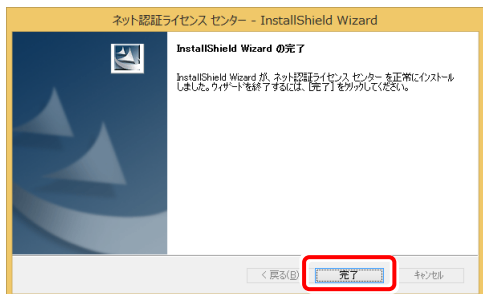 ネット認証ライセンス センター - InstallShield Wizard
InstallShield Wizard の完了
InstallShield Wizard が、ネット認証ライセンス センター を正常にインストール
しました。ウィザードを終了するには、[完了] をクリックしてください。
< 戻る(B)
完了
キャンセル